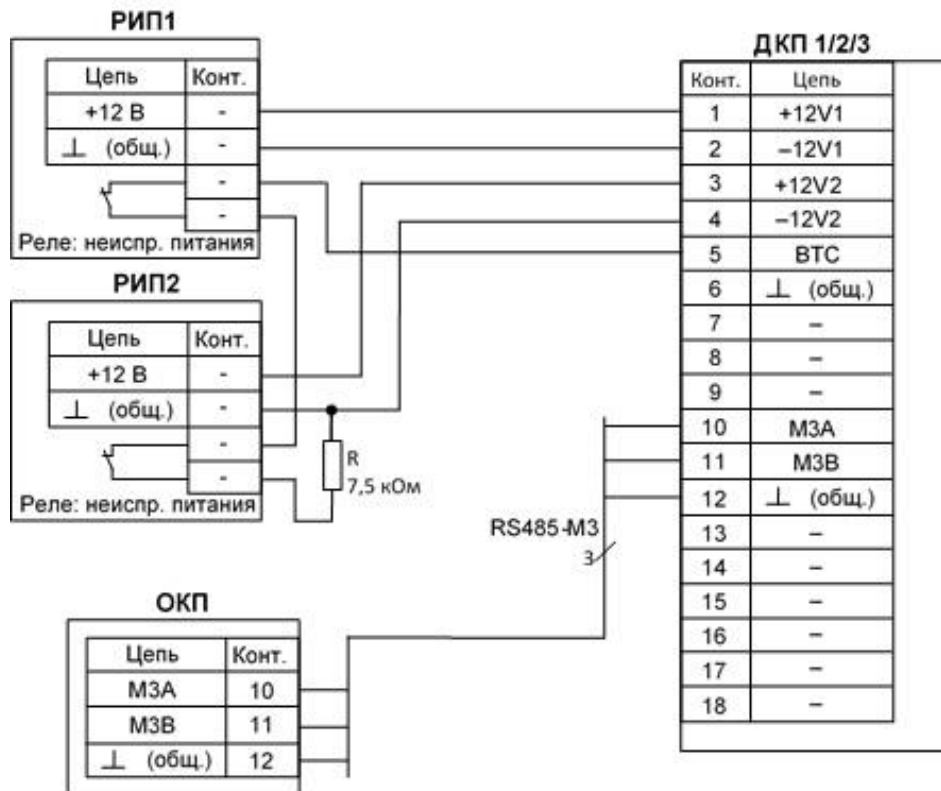 РИП1
Цепь Конт.
+12 В -
⊥ (общ.) -
-
-
Реле: неиспр. питания
РИП2
Цепь Конт.
+12 В -
⊥ (общ.) -
-
-
Реле: неиспр. питания
R
7,5 кОм
ДКП 1/2/3
Конт. Цепь
1 +12V1
2 –12V1
3 +12V2
4 –12V2
5 ВТС
6 ⊥ (общ.)
7 –
8 –
9 –
10 М3А
11 М3В
12 ⊥ (общ.)
13 –
14 –
15 –
16 –
17 –
18 –
RS485-М3
3
ОКП
Цепь Конт.
М3А 10
М3В 11
⊥ (общ.) 12